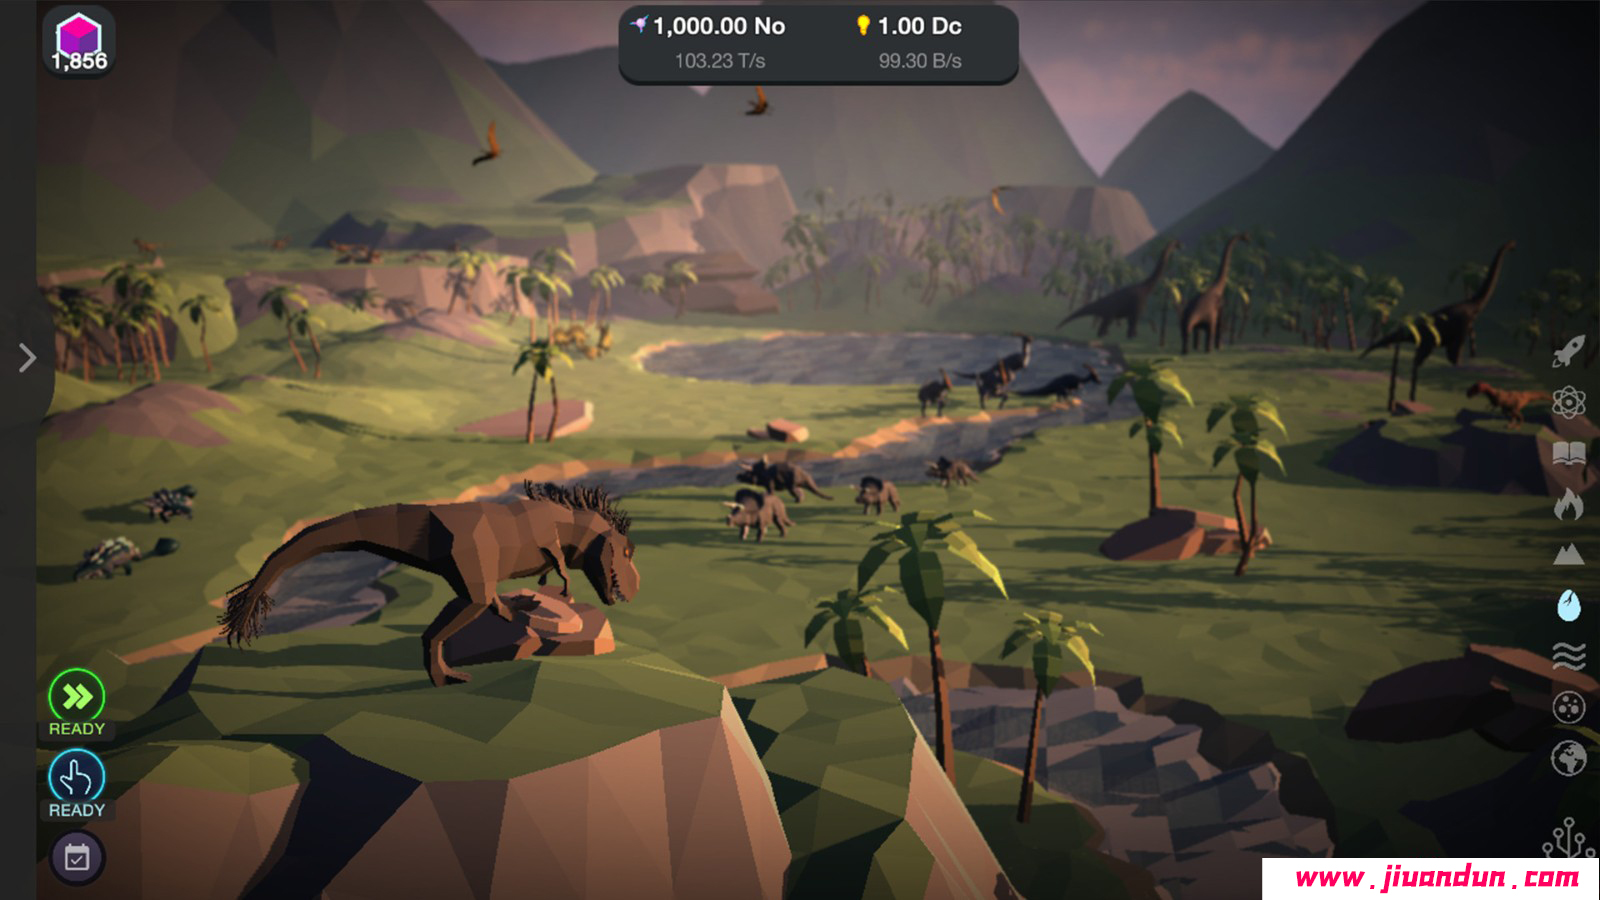 1,856
1,000.00 No
1.00 Dc
103.23 T/s
99.30 B/s
READY
READY
www.jiuandun.com